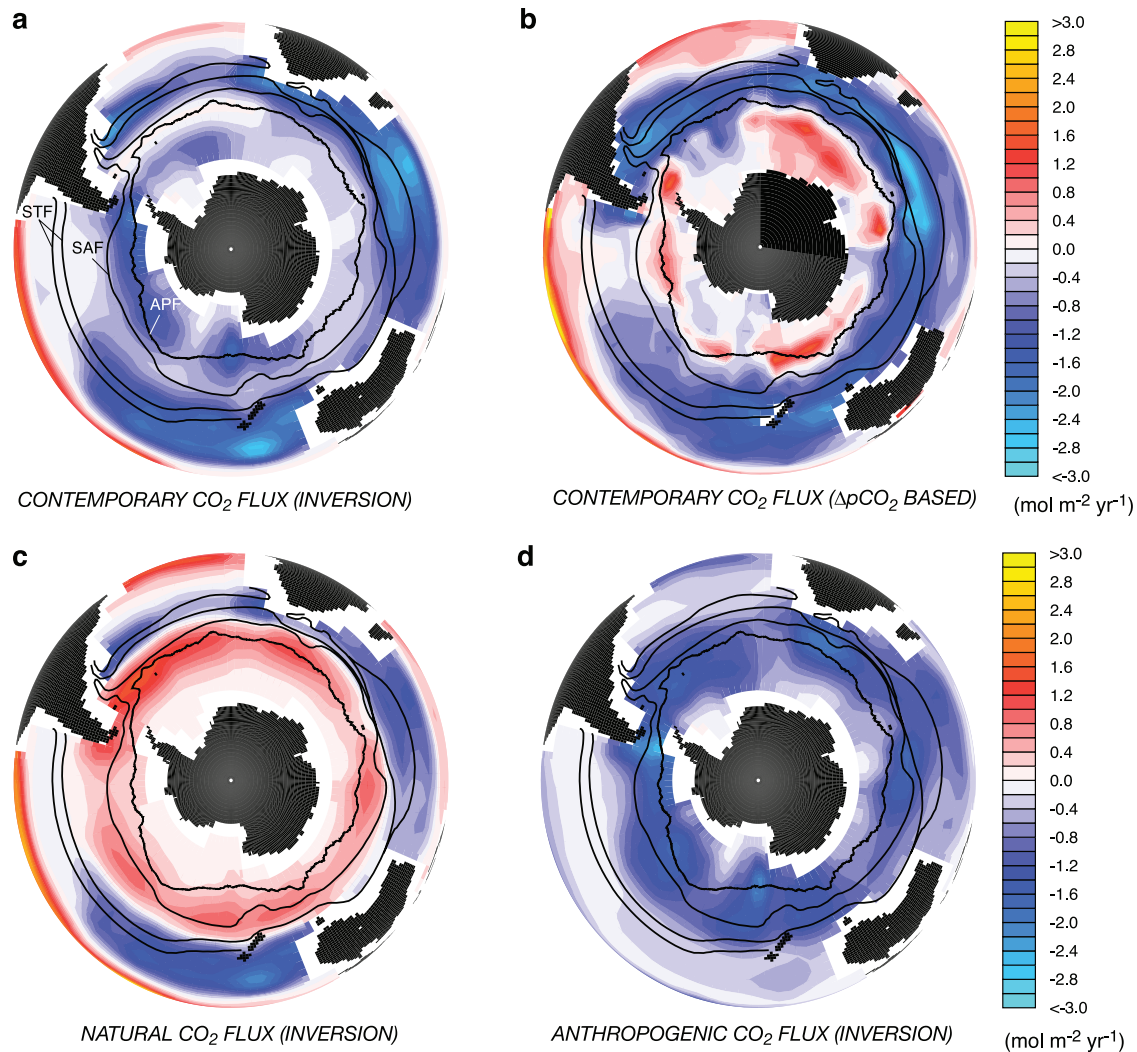 a
b
STF
SAF
APF
>3.0
2.8
2.4
2.0
1.6
1.2
0.8
0.4
0.0
-0.4
-0.8
-1.2
-1.6
-2.0
-2.4
-2.8
<-3.0
(mol m⁻² yr⁻¹)
CONTEMPORARY CO₂ FLUX (INVERSION)
CONTEMPORARY CO₂ FLUX (ΔpCO₂ BASED)
c
d
>3.0
2.8
2.4
2.0
1.6
1.2
0.8
0.4
0.0
-0.4
-0.8
-1.2
-1.6
-2.0
-2.4
-2.8
<-3.0
(mol m⁻² yr⁻¹)
NATURAL CO₂ FLUX (INVERSION)
ANTHROPOGENIC CO₂ FLUX (INVERSION)